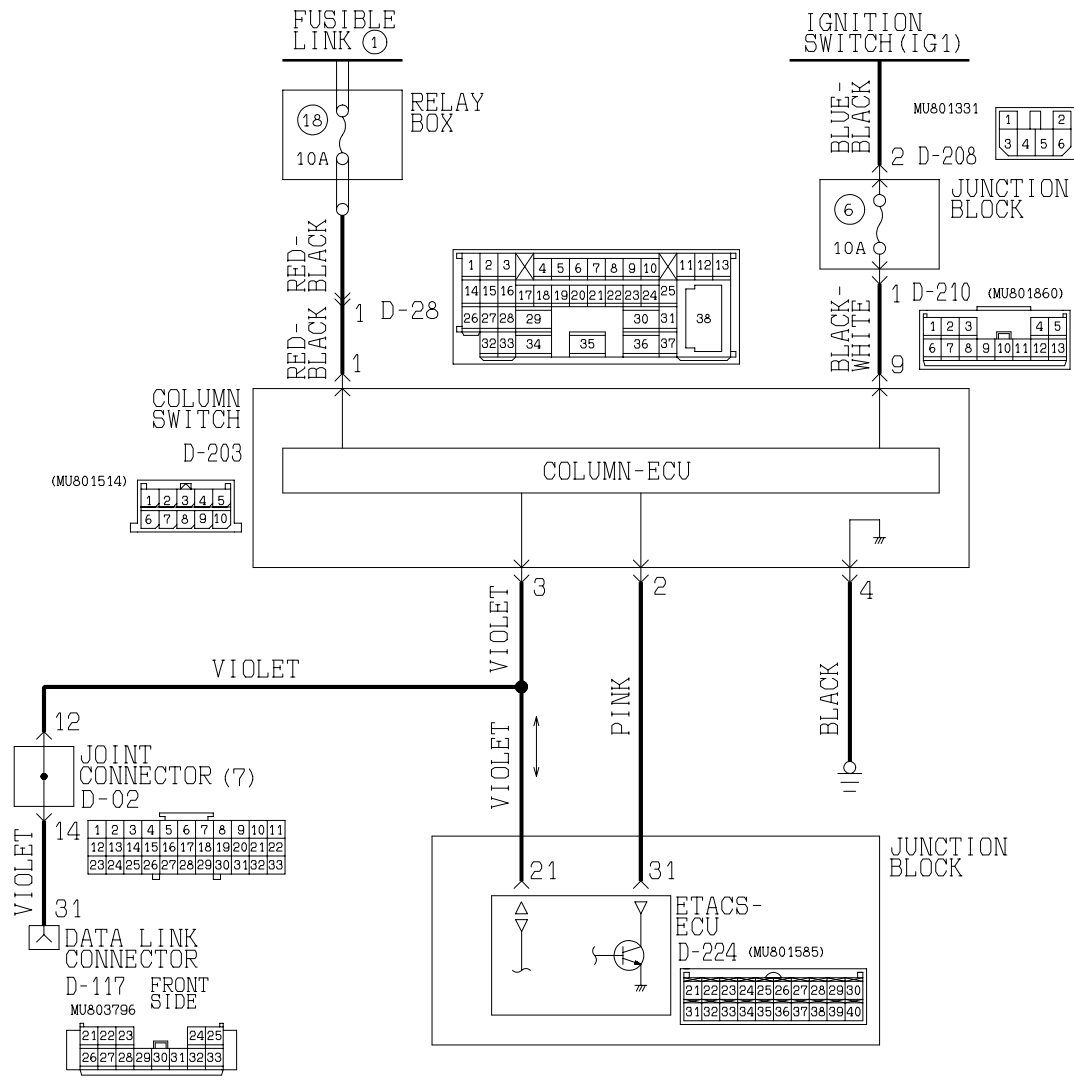 FUSIBLE
LINK ①
IGNITION
SWITCH(IG1)
RELAY
BOX
18
10A
BLUE-
BLACK
MU801331
1 2
3 4 5 6
2 D-208
JUNCTION
BLOCK
6
10A
RED-
BLACK
1 D-28
1 2 3 4 5 6 7 8 9 10 11 12 13
14 15 16 17 18 19 20 21 22 23 24 25
26 27 28 29 30 31 38
32 33 34 35 36 37
1 D-210 (MU801860)
1 2 3 4 5
6 7 8 9 10 11 12 13
RED-
BLACK
1
BLACK-
WHITE
9
COLUMN
SWITCH
D-203
(MU801514)
1 2 3 4 5
6 7 8 9 10
COLUMN-ECU
3
2
4
VIOLET
VIOLET
VIOLET
PINK
BLACK
12
JOINT
CONNECTOR (7)
D-02
14
1 2 3 4 5 6 7 8 9 10 11
12 13 14 15 16 17 18 19 20 21 22
23 24 25 26 27 28 29 30 31 32 33
VIOLET
31
DATA LINK
CONNECTOR
D-117 FRONT
SIDE
MU803796
21 22 23 24 25
26 27 28 29 30 31 32 33
JUNCTION
BLOCK
21
31
ETACS-
ECU
D-224 (MU801585)
21 22 23 24 25 26 27 28 29 30
31 32 33 34 35 36 37 38 39 40